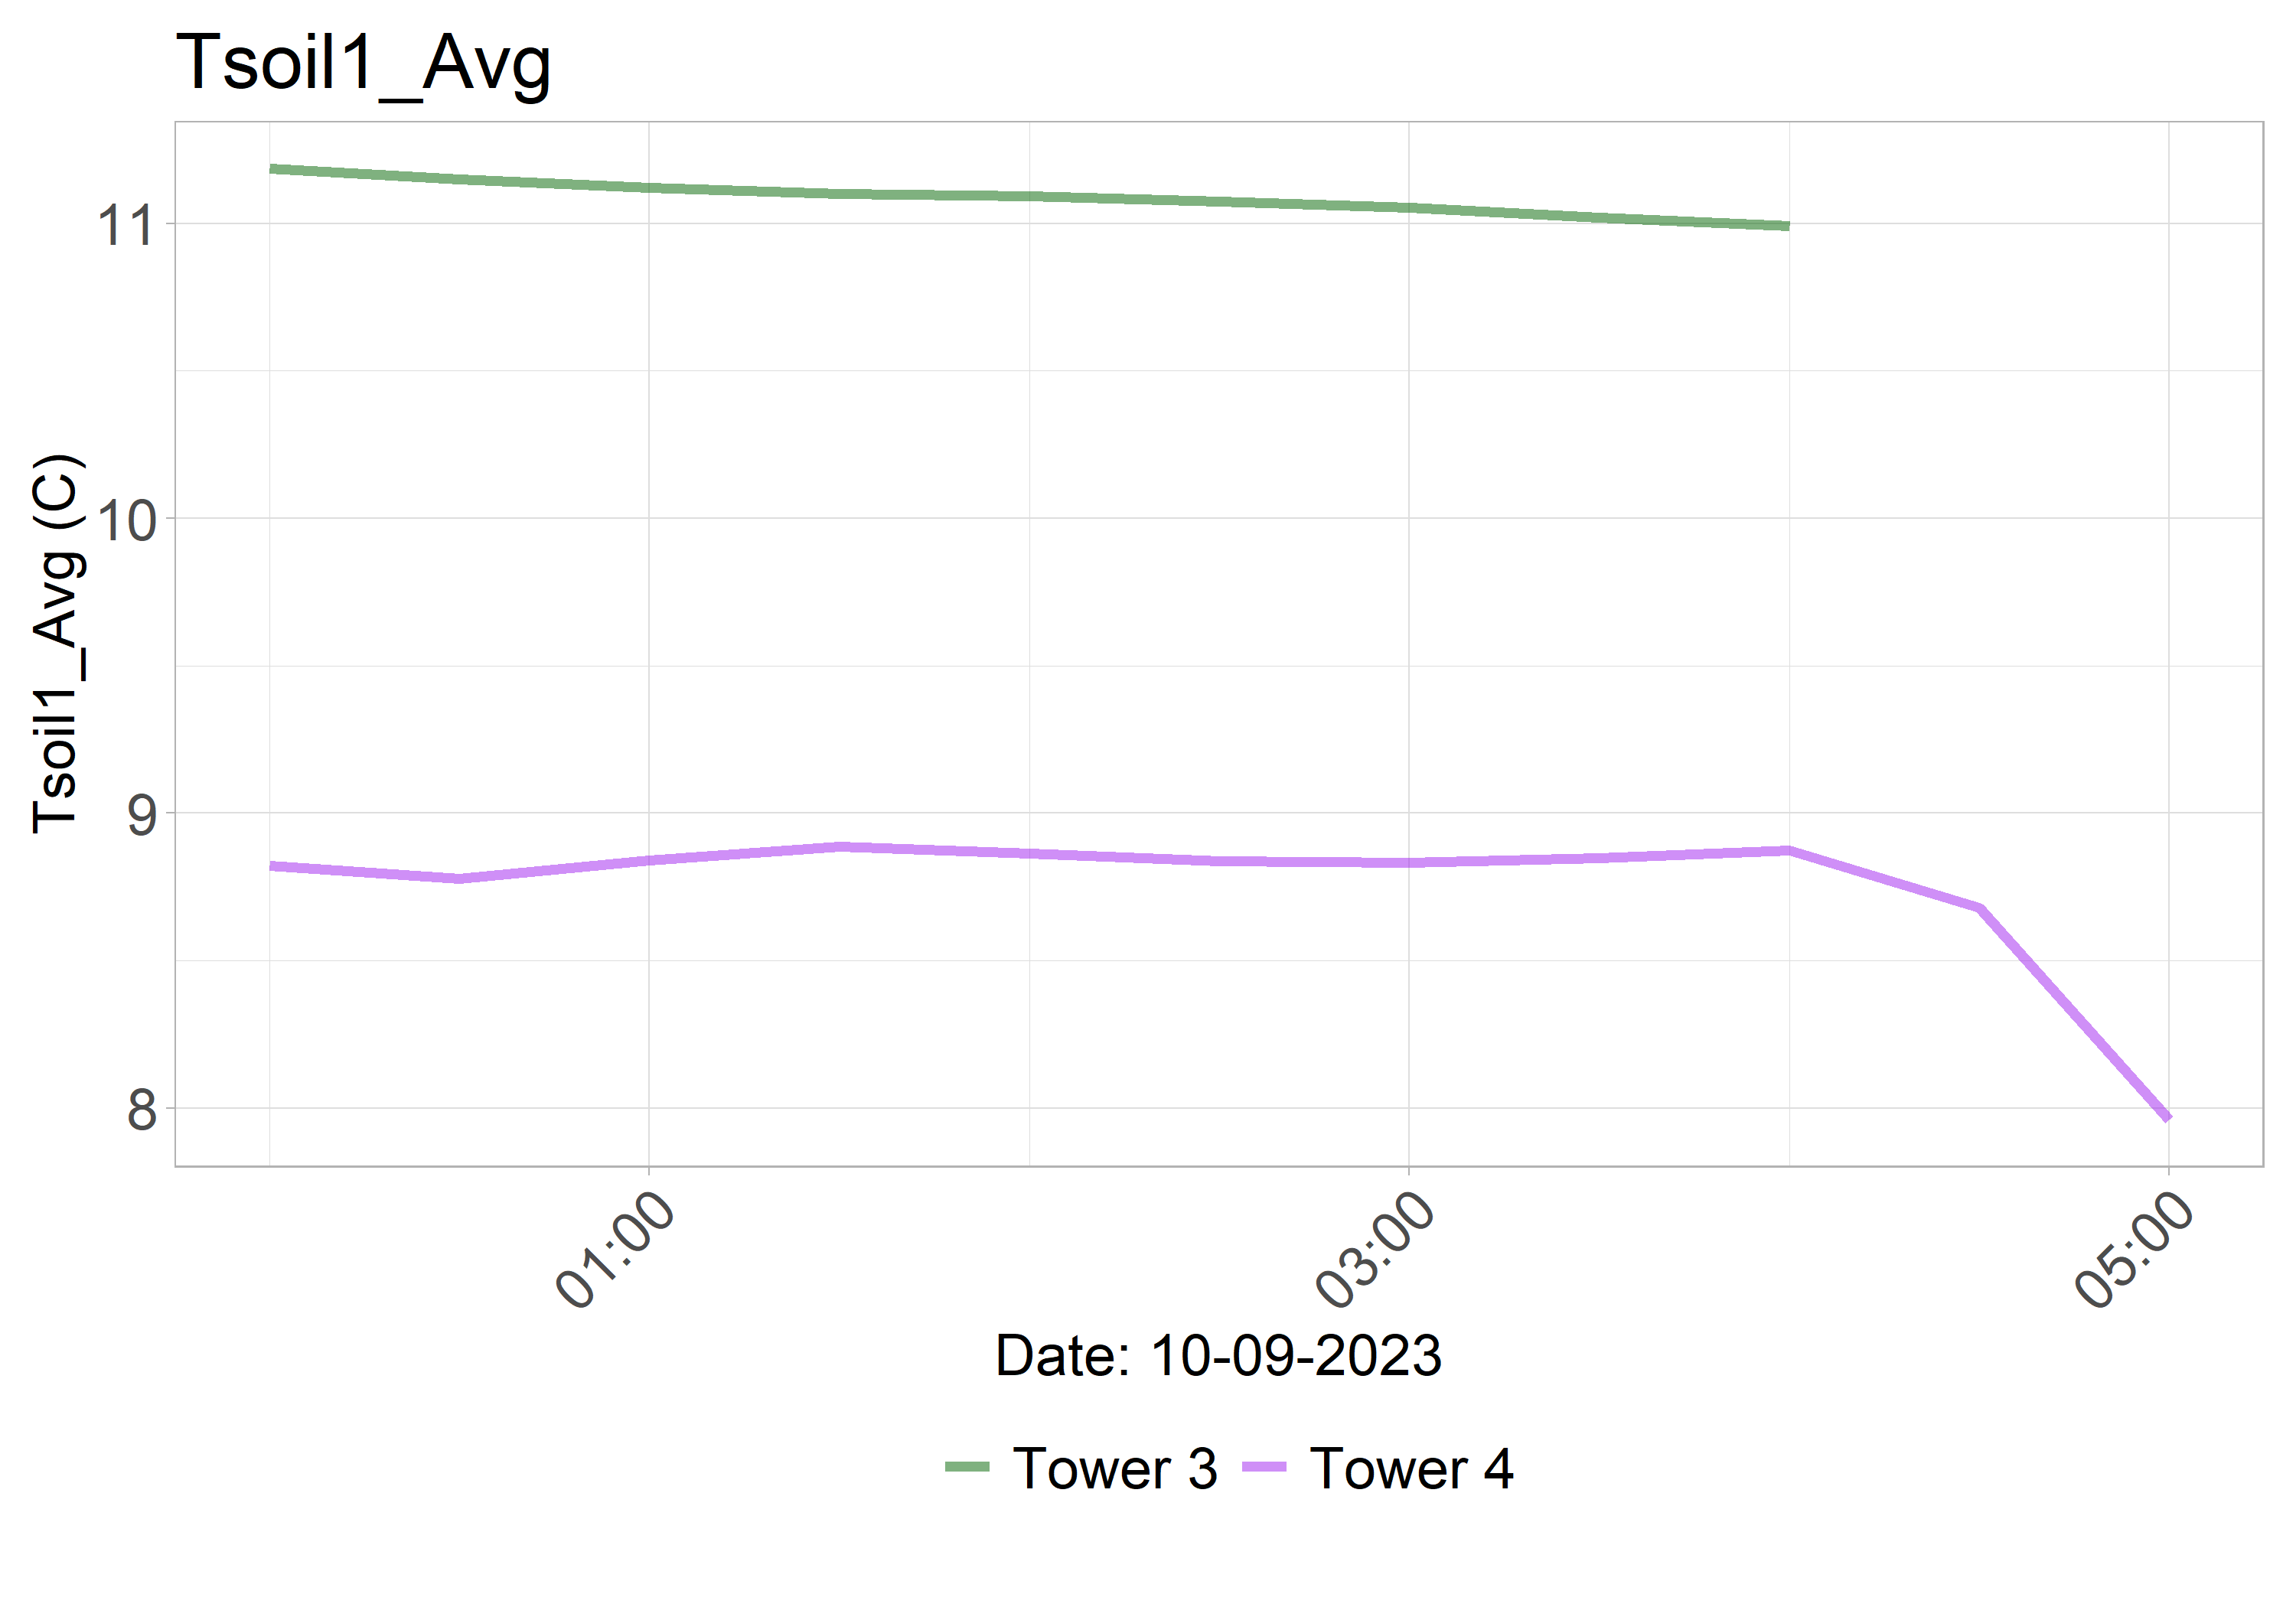 Tsoil1_Avg
Tsoil1_Avg (C)
11
10
9
8
01:00
03:00
05:00
Date: 10-09-2023
Tower 3
Tower 4